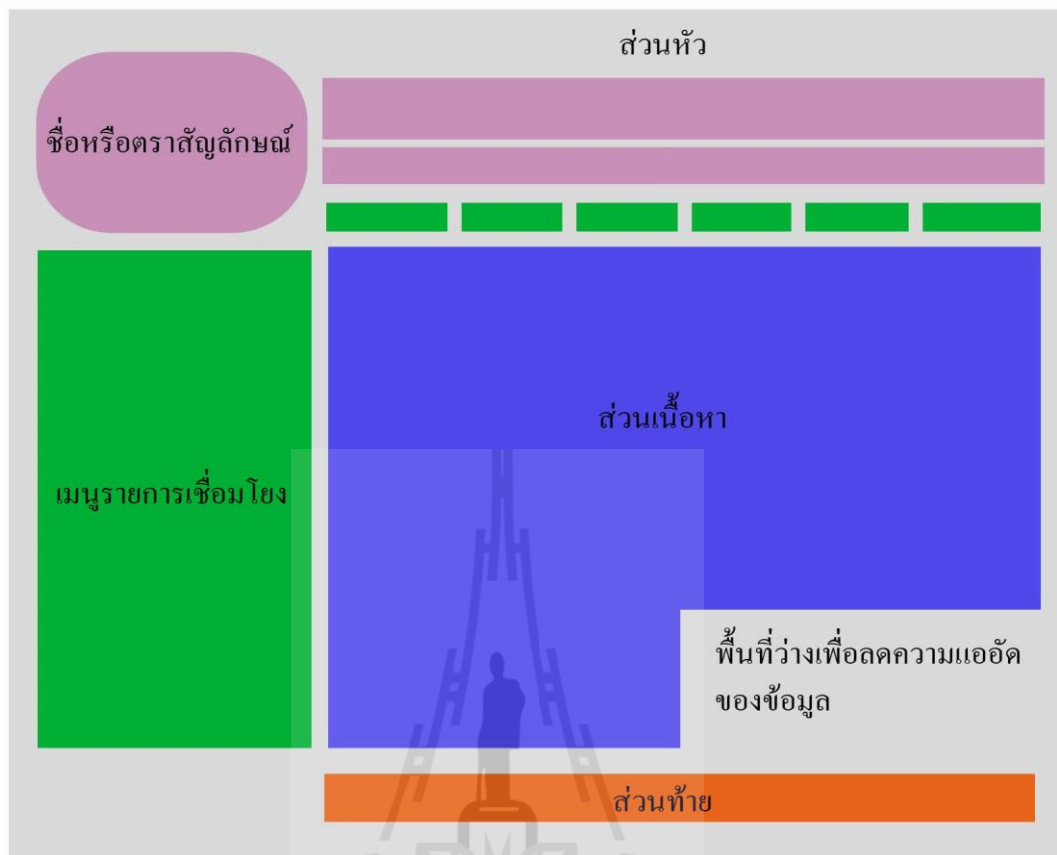 ส่วนหัว
ชื่อหรือตราสัญลักษณ์
ส่วนเนื้อหา
เมนูรายการเชื่อมโยง
พื้นที่ว่างเพื่อลดความแออัด
ของข้อมูล
ส่วนท้าย